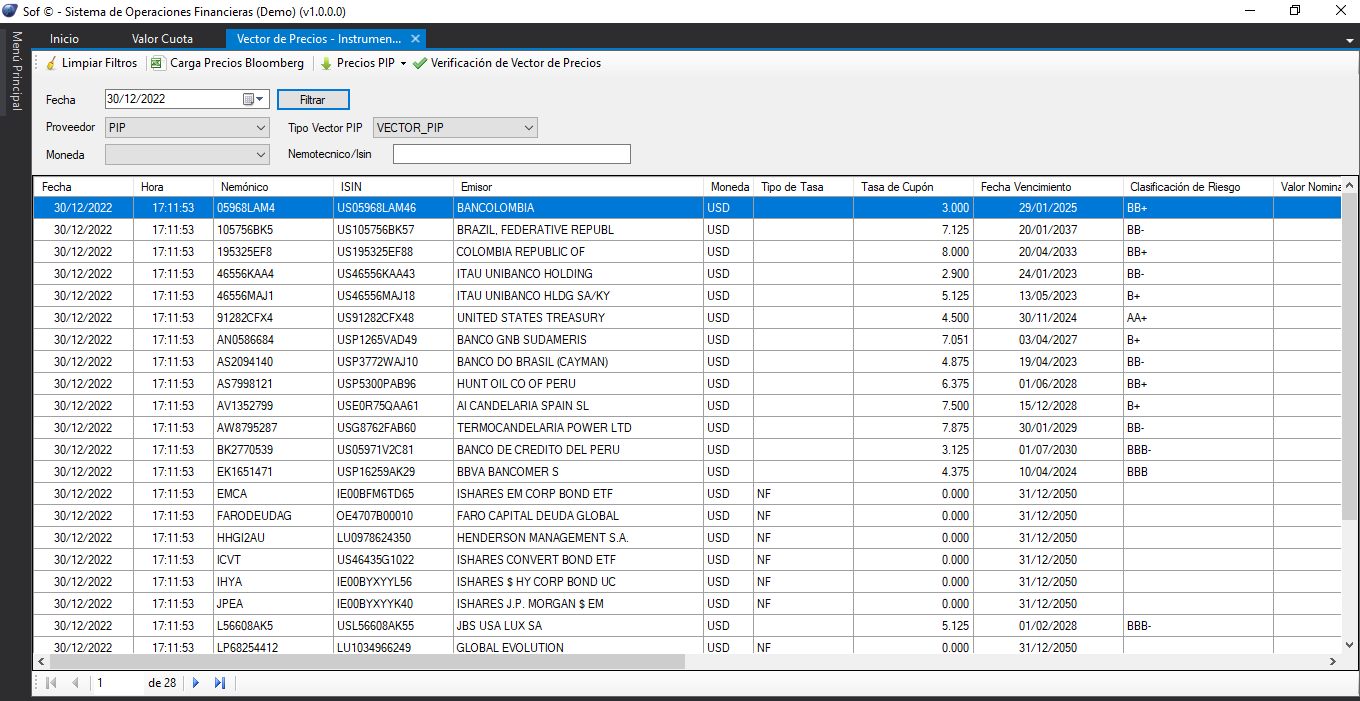 Sof © - Sistema de Operaciones Financieras (Demo) (v1.0.0.0)
Menú Principal
Inicio Valor Cuota Vector de Precios - Instrumen...
Limpiar Filtros Carga Precios Bloomberg Precios PIP Verificación de Vector de Precios
Fecha 30/12/2022 Filtrar
Proveedor PIP Tipo Vector PIP VECTOR_PIP
Moneda Nemotecnico/Isin
Fecha Hora Nemónico ISIN Emisor Moneda Tipo de Tasa Tasa de Cupón Fecha Vencimiento Clasificación de Riesgo Valor Nomina
30/12/2022 17:11:53 05968LAM4 US05968LAM46 BANCOLOMBIA USD 3.000 29/01/2025 BB+
30/12/2022 17:11:53 105756BK5 US105756BK57 BRAZIL, FEDERATIVE REPUBL USD 7.125 20/01/2037 BB-
30/12/2022 17:11:53 195325EF8 US195325EF88 COLOMBIA REPUBLIC OF USD 8.000 20/04/2033 BB+
30/12/2022 17:11:53 46556KAA4 US46556KAA43 ITAU UNIBANCO HOLDING USD 2.900 24/01/2023 BB-
30/12/2022 17:11:53 46556MAJ1 US46556MAJ18 ITAU UNIBANCO HLDG SA/KY USD 5.125 13/05/2023 B+
30/12/2022 17:11:53 91282CFX4 US91282CFX48 UNITED STATES TREASURY USD 4.500 30/11/2024 AA+
30/12/2022 17:11:53 AN0586684 USP1265VAD49 BANCO GNB SUDAMERIS USD 7.051 03/04/2027 B+
30/12/2022 17:11:53 AS2094140 USP3772WAJ10 BANCO DO BRASIL (CAYMAN) USD 4.875 19/04/2023 BB-
30/12/2022 17:11:53 AS7998121 USP5300PAB96 HUNT OIL CO OF PERU USD 6.375 01/06/2028 BB+
30/12/2022 17:11:53 AV1352799 USE0R75QAA61 AI CANDELARIA SPAIN SL USD 7.500 15/12/2028 B+
30/12/2022 17:11:53 AW8795287 USG8762FAB60 TERMOCANDELARIA POWER LTD USD 7.875 30/01/2029 BB-
30/12/2022 17:11:53 BK2770539 US05971V2C81 BANCO DE CREDITO DEL PERU USD 3.125 01/07/2030 BBB-
30/12/2022 17:11:53 EK1651471 USP16259AK29 BBVA BANCOMER S USD 4.375 10/04/2024 BBB
30/12/2022 17:11:53 EMCA IE00BFM6TD65 ISHARES EM CORP BOND ETF USD NF 0.000 31/12/2050
30/12/2022 17:11:53 FARODEUDAG OE4707B00010 FARO CAPITAL DEUDA GLOBAL USD NF 0.000 31/12/2050
30/12/2022 17:11:53 HHGI2AU LU0978624350 HENDERSON MANAGEMENT S.A. USD NF 0.000 31/12/2050
30/12/2022 17:11:53 ICVT US46435G1022 ISHARES CONVERT BOND ETF USD NF 0.000 31/12/2050
30/12/2022 17:11:53 IHYA IE00BYXYYL56 ISHARES $ HY CORP BOND UC USD NF 0.000 31/12/2050
30/12/2022 17:11:53 JPEA IE00BYXYYK40 ISHARES J.P. MORGAN $ EM USD NF 0.000 31/12/2050
30/12/2022 17:11:53 L56608AK5 USL56608AK55 JBS USA LUX SA USD 5.125 01/02/2028 BBB-
30/12/2022 17:11:53 LP68254412 LU1034966249 GLOBAL EVOLUTION USD NF 0.000 31/12/2050
1 de 28